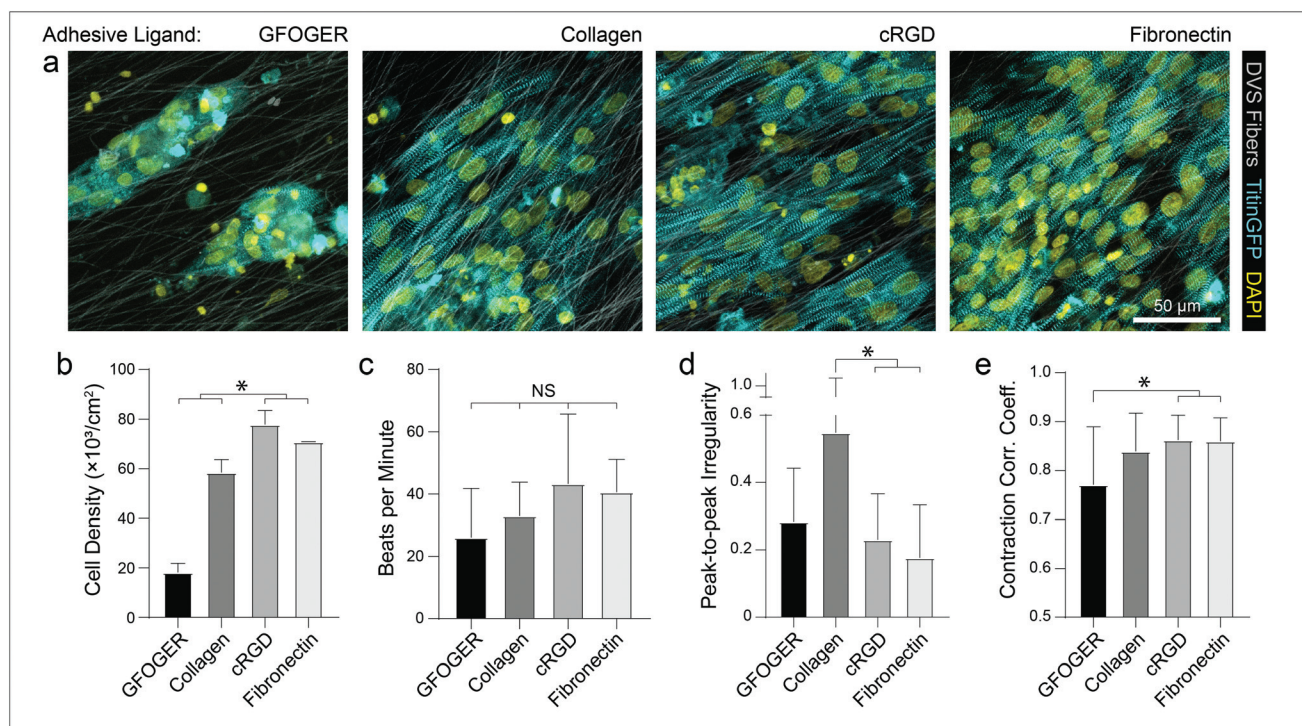 Adhesive Ligand: GFOGER Collagen cRGD Fibronectin
a
DVS Fibers TitinGFP DAPI
50 µm
b
Cell Density (×10³/cm²)
100
80
60
40
20
0
*
GFOGER
Collagen
cRGD
Fibronectin
c
Beats per Minute
80
60
40
20
0
NS
GFOGER
Collagen
cRGD
Fibronectin
d
Peak-to-peak Irregularity
1.0
0.6
0.4
0.2
0
*
GFOGER
Collagen
cRGD
Fibronectin
e
Contraction Corr. Coeff.
1.0
0.9
0.8
0.7
0.6
0.5
*
GFOGER
Collagen
cRGD
Fibronectin